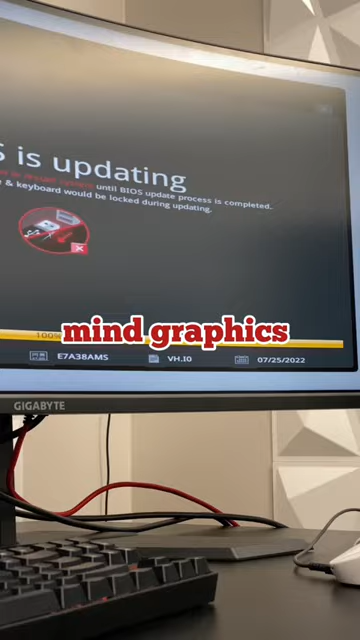 S is updating
until BIOS update process is completed..
& keyboard would be locked during updating.
100%
mind graphics
E7A38AMS
VH.I0
07/25/2022
GIGABYTE